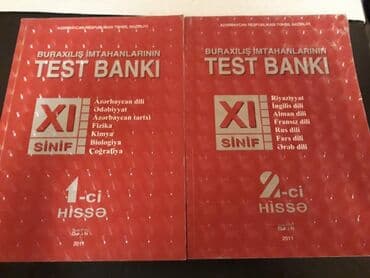 AZƏRBAYCAN RESPUBLİKASI TƏHSİL NAZİRLİYİ
BURAXILIŞ İMTAHANLARININ
TEST BANKI
XI
SİNİF
Azərbaycan dili
Ədəbiyyat
Azərbaycan (tarix)
Fizika
Kimya
Biologiya
Coğrafiya
1-ci
HİSSƏ
BAKI
2011
AZƏRBAYCAN RESPUBLİKASI TƏHSİL NAZİRLİYİ
BURAXILIŞ İMTAHANLARININ
TEST BANKI
XI
SİNİF
Riyaziyyat
İngilis dili
Alman dili
Fransız dili
Rus dili
Fars dili
Ərəb dili
2-ci
HİSSƏ
BAKI
2011